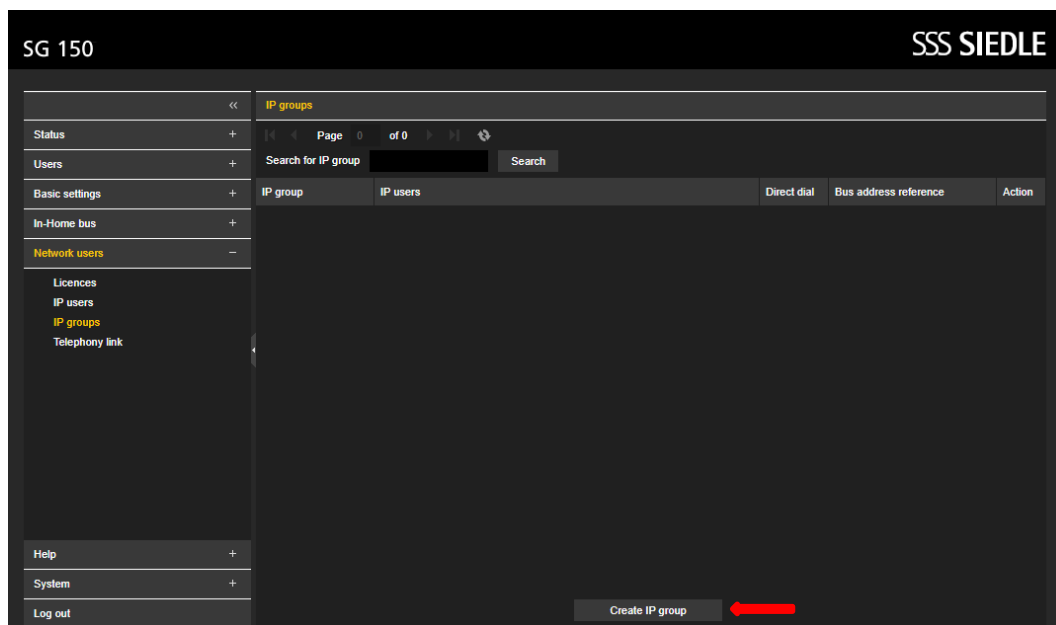 SG 150
SSS SIEDLE
«
IP groups
Status +
Page 0 of 0
Users +
Search for IP group Search
Basic settings +
IP group IP users Direct dial Bus address reference Action
In-Home bus +
Network users −
Licences
IP users
IP groups
Telephony link
Help +
System +
Create IP group
Log out